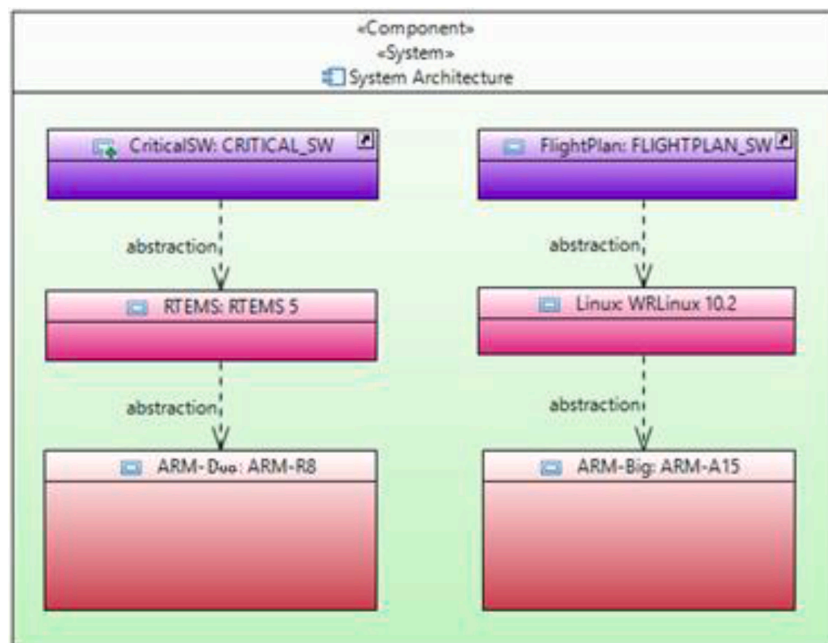 «Component»
«System»
System Architecture
CriticalSW: CRITICAL_SW
FlightPlan: FLIGHTPLAN_SW
abstraction
abstraction
RTEMS: RTEMS 5
Linux: WRLinux 10.2
abstraction
abstraction
ARM-Duo: ARM-R8
ARM-Big: ARM-A15